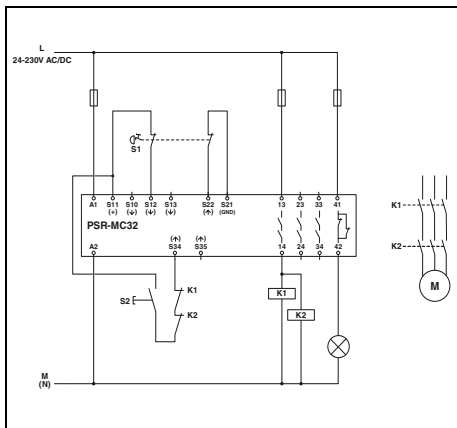 L
24-230V AC/DC
S1
A1 S11 S10 S12 S13 S22 S21 13 23 33 41
(+) (↓) (↓) (↓) (↑) (GND)
PSR-MC32
(↑) (↑)
A2 S34 S35 14 24 34 42
K1
K2
S2
K1
K2
M
(N)
K1
K2
M